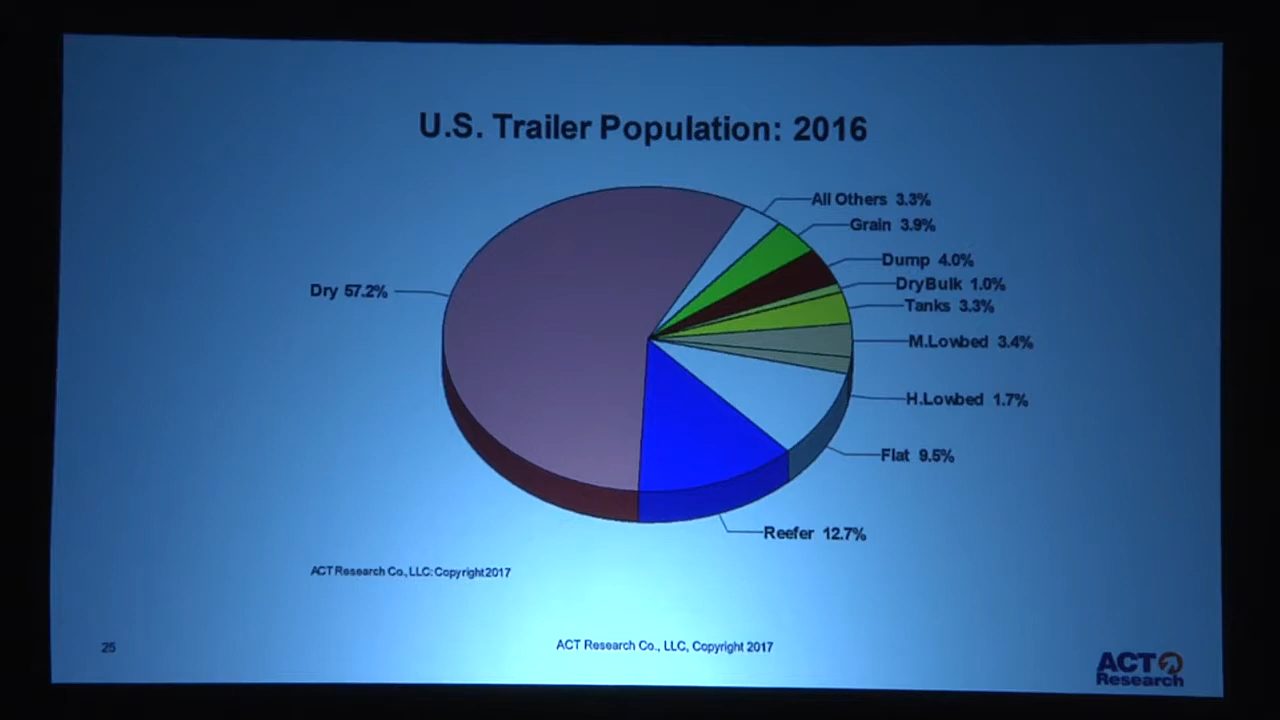 U.S. Trailer Population: 2016
All Others 3.3%
Grain 3.9%
Dump 4.0%
DryBulk 1.0%
Dry 57.2%
Tanks 3.3%
M.Lowbed 3.4%
H.Lowbed 1.7%
Flat 9.5%
Reefer 12.7%
ACT Research Co., LLC: Copyright 2017
25
ACT Research Co., LLC, Copyright 2017
ACT
Research